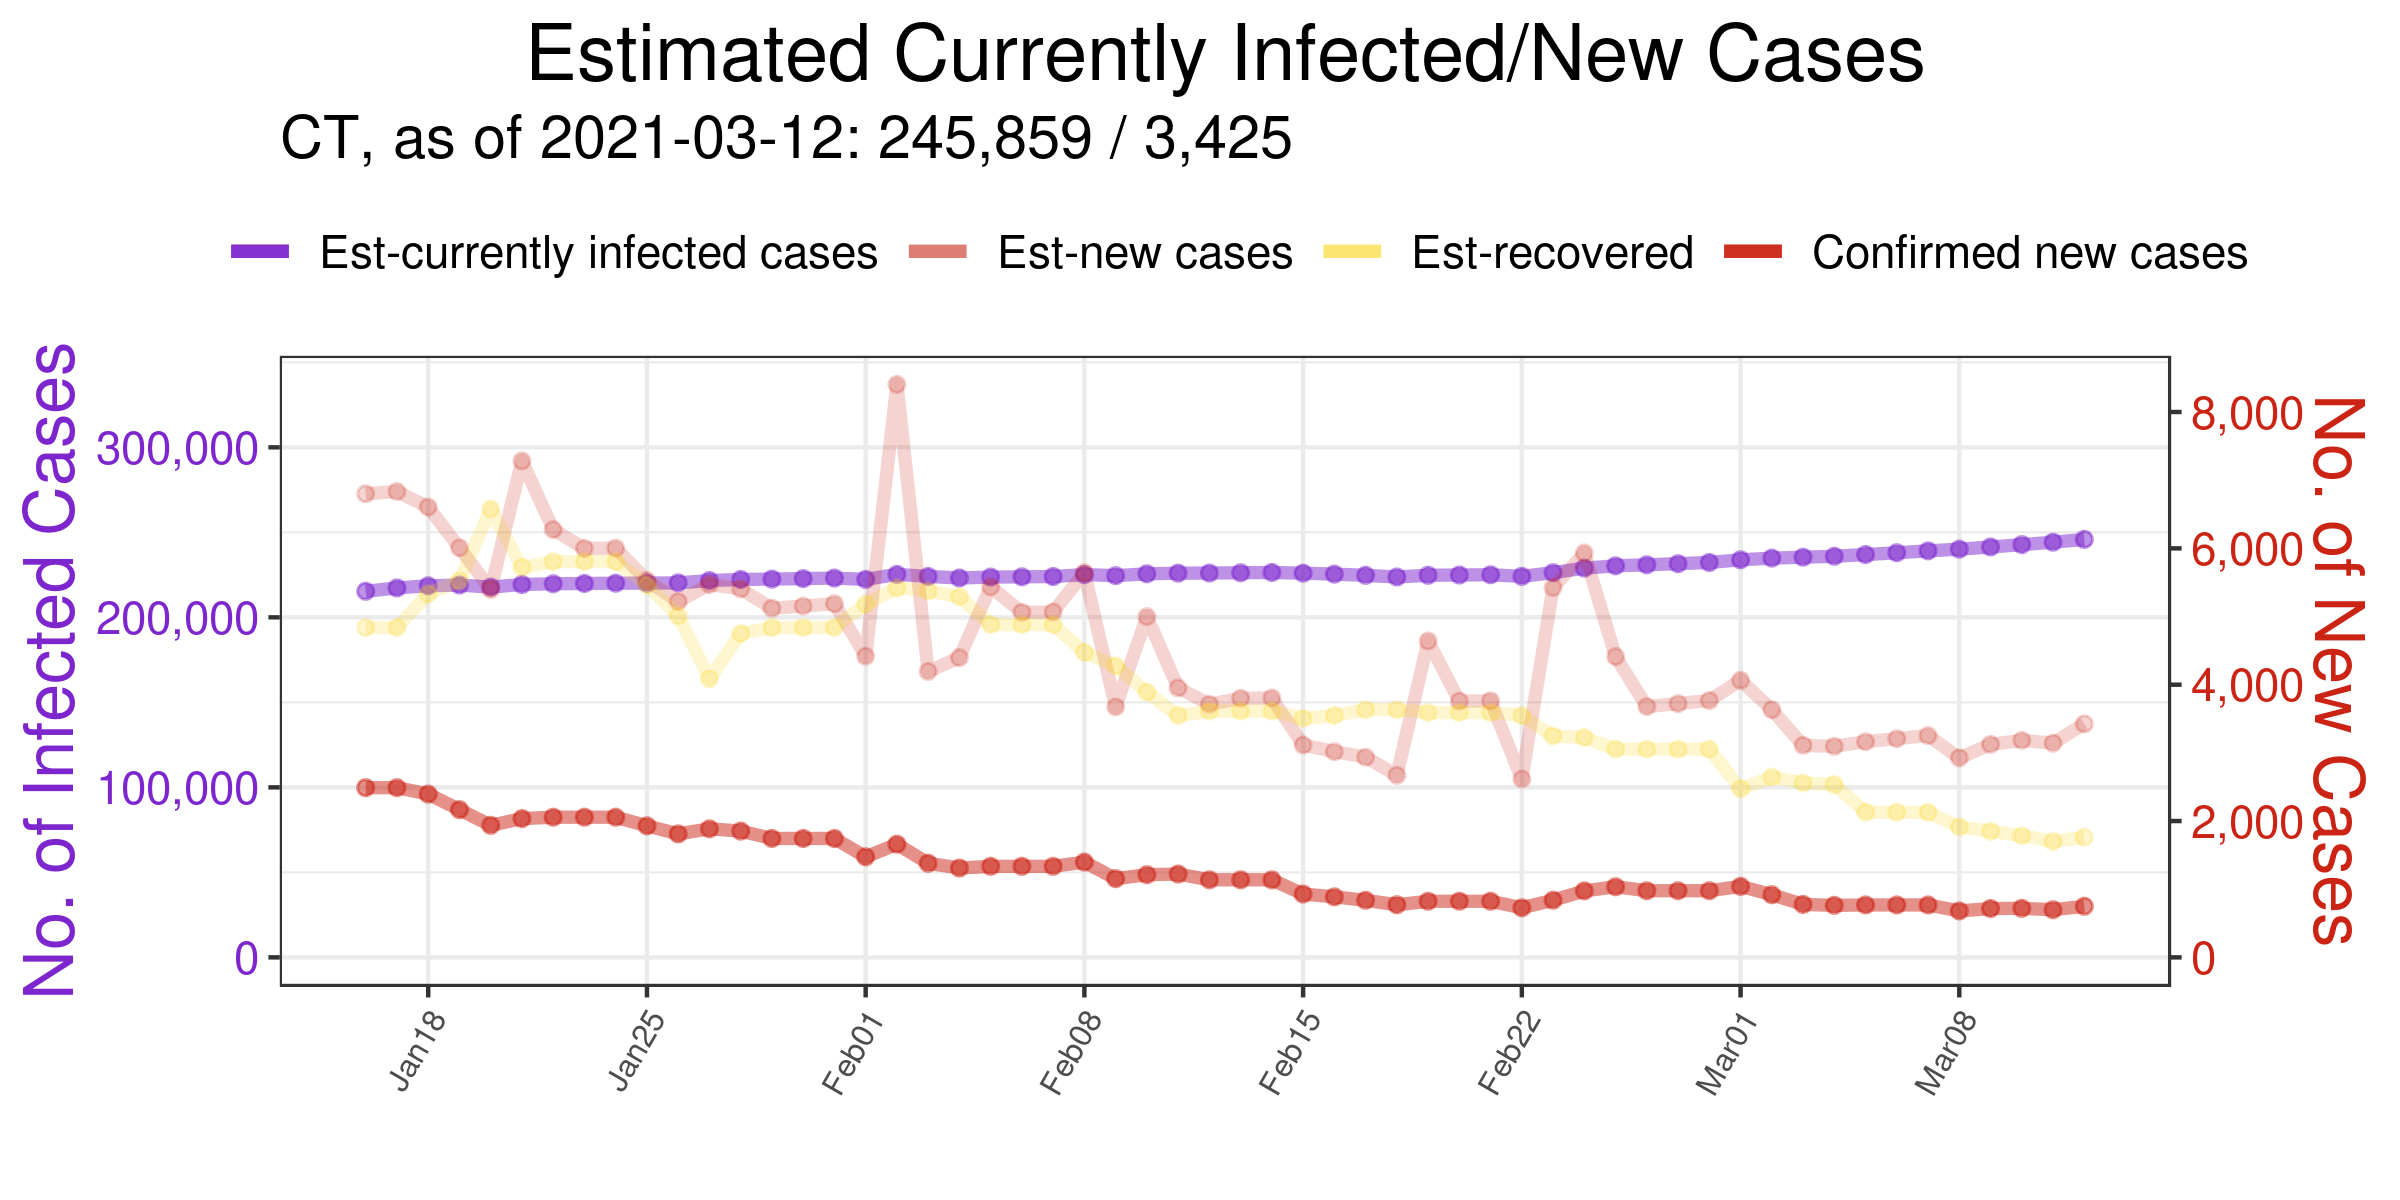 Estimated Currently Infected/New Cases
CT, as of 2021-03-12: 245,859 / 3,425
Est-currently infected cases Est-new cases Est-recovered Confirmed new cases
No. of Infected Cases
300,000
200,000
100,000
0
8,000
6,000
4,000
2,000
0
No. of New Cases
Jan18 Jan25 Feb01 Feb08 Feb15 Feb22 Mar01 Mar08